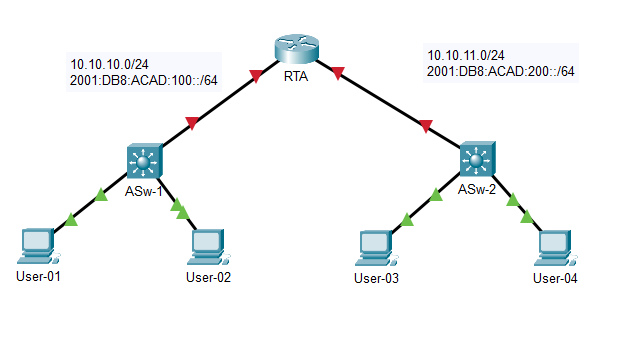 10.10.10.0/24
2001:DB8:ACAD:100::/64
10.10.11.0/24
2001:DB8:ACAD:200::/64
RTA
ASw-1
ASw-2
User-01
User-02
User-03
User-04